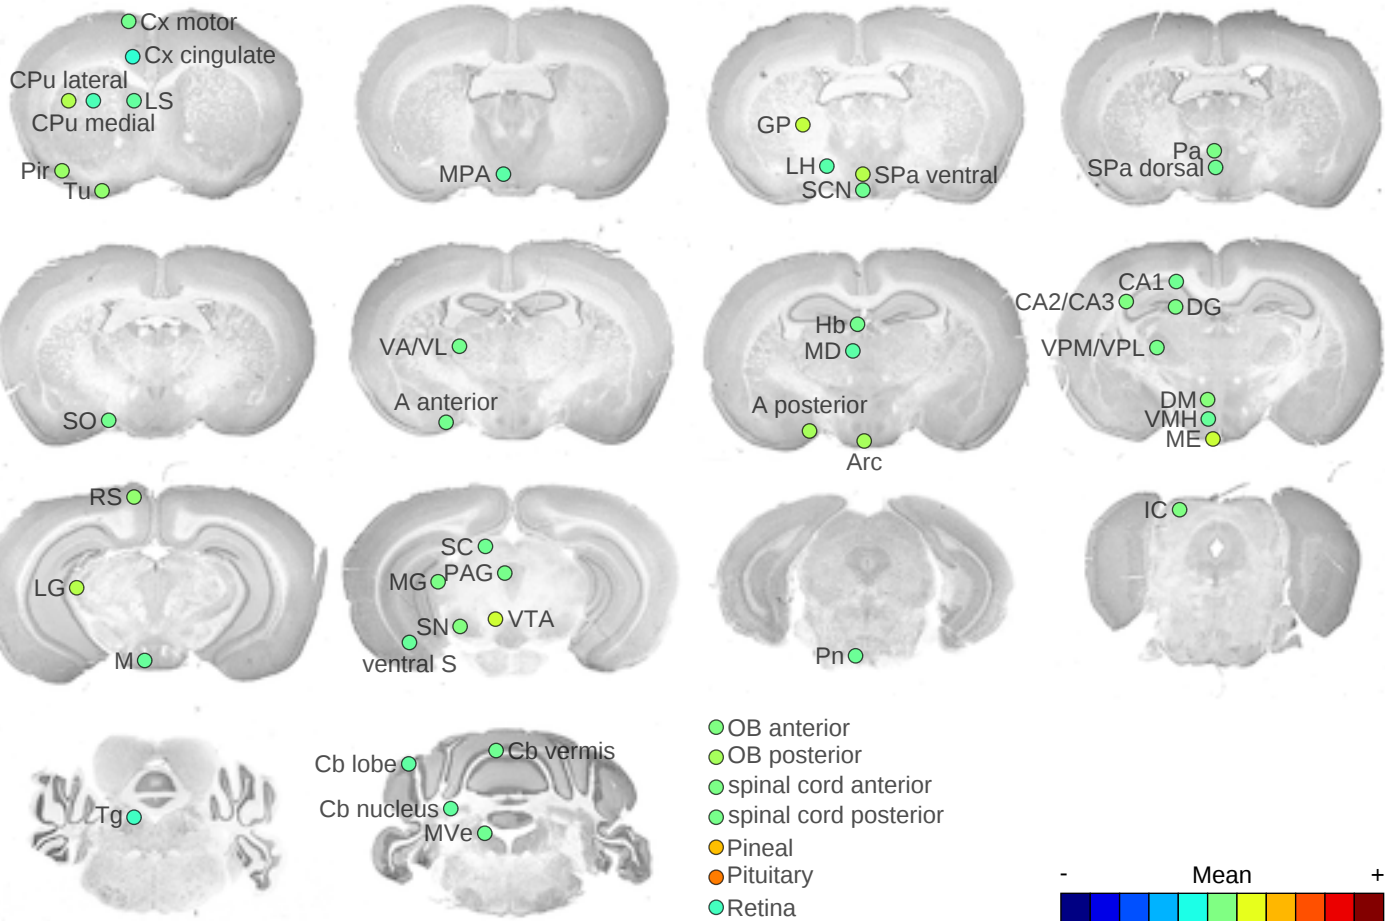 Cx motor
Cx cingulate
CPu lateral
LS
CPu medial
Pir
Tu
MPA
GP
LH
SPa ventral
SCN
Pa
SPa dorsal
SO
VA/VL
A anterior
Hb
MD
A posterior
Arc
CA1
CA2/CA3
DG
VPM/VPL
DM
VMH
ME
RS
LG
M
SC
MG
PAG
SN
VTA
ventral S
Pn
IC
Tg
Cb lobe
Cb vermis
Cb nucleus
MVe
OB anterior
OB posterior
spinal cord anterior
spinal cord posterior
Pineal
Pituitary
Retina
- Mean +